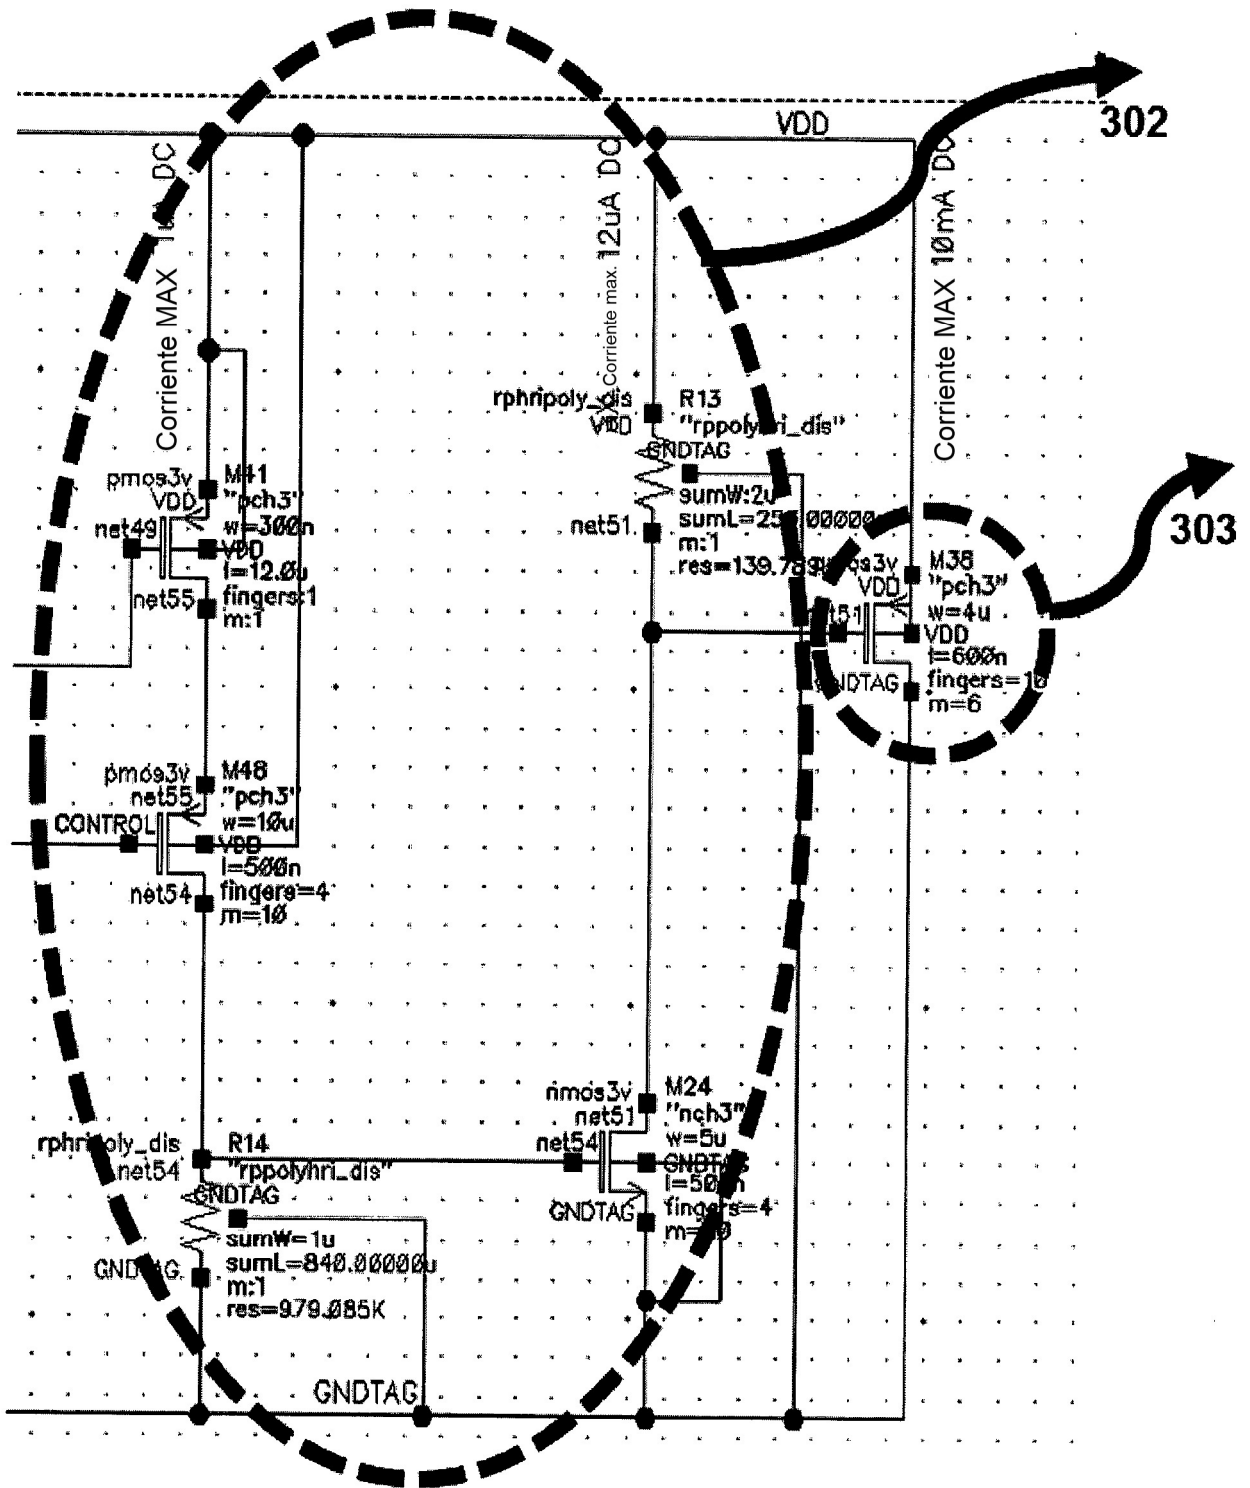 302
VDD
Corriente MAX DC
Corriente max. 12uA DC
Corriente MAX 10mA DC
rphripoly_dis
VDD
R13
GNDTAG
sumW:2u
net51
m:1
pmos3v
VDD
net49
M41
"pch3"
w=300n
VDD
l=12.0u
net55
fingers:1
m:1
303
M38
VDD
"pch3"
w=4u
VDD
l=600n
fingers=10
m=6
pmos3v
net55
M48
"pch3"
CONTROL
w=10u
VDD
l=500n
net54
fingers=4
m=10
nmos3v
net51
M24
"nch3"
net54
w=5u
GNDTAG
fingers=4
net54
R14
"rppolyhri_dis"
GNDTAG
sumW=1u
sumL=840.00000u
m:1
res=979.085K
GNDTAG